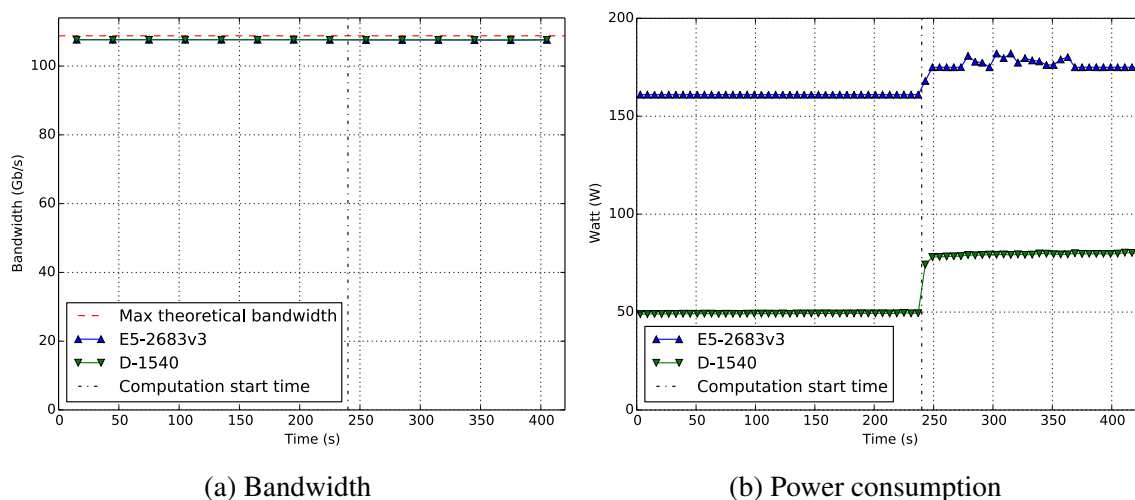 100
80
60
40
20
0
Bandwidth (Gb/s)
Max theoretical bandwidth
E5-2683v3
D-1540
Computation start time
0 50 100 150 200 250 300 350 400
Time (s)
(a) Bandwidth
200
150
100
50
0
Watt (W)
E5-2683v3
D-1540
Computation start time
0 50 100 150 200 250 300 350 400
Time (s)
(b) Power consumption